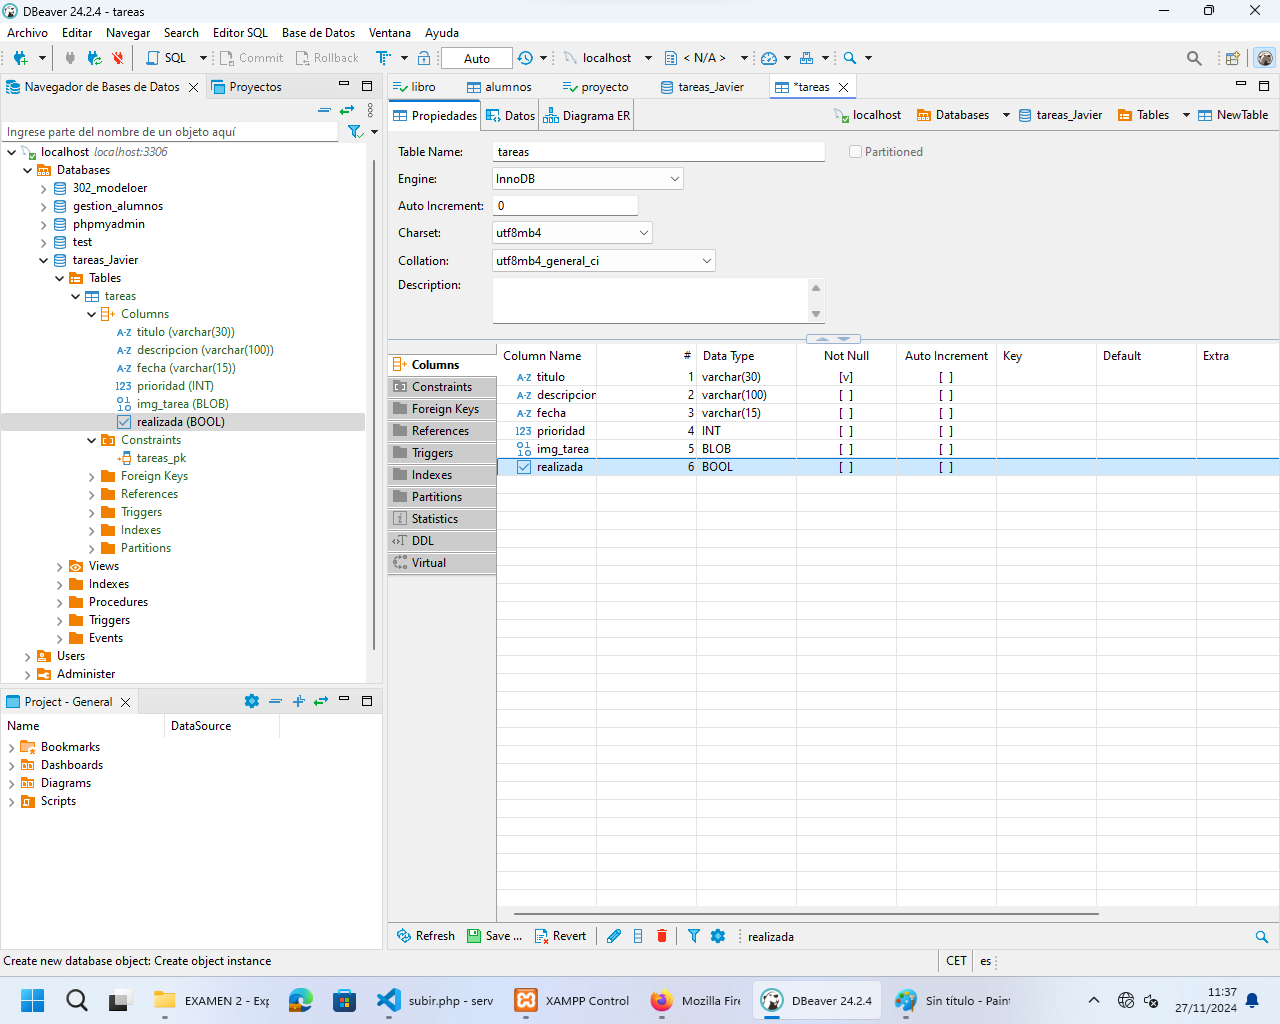 DBeaver 24.2.4 - tareas
Archivo Editar Navegar Search Editor SQL Base de Datos Ventana Ayuda
SQL Commit Rollback Auto localhost < N/A >
Navegador de Bases de Datos Proyectos
libro alumnos proyecto tareas_Javier *tareas
Ingrese parte del nombre de un objeto aquí
localhost localhost:3306
Databases
302_modeloer
gestion_alumnos
phpmyadmin
test
tareas_Javier
Tables
tareas
Columns
A-Z titulo (varchar(30))
A-Z descripcion (varchar(100))
A-Z fecha (varchar(15))
123 prioridad (INT)
img_tarea (BLOB)
realizada (BOOL)
Constraints
tareas_pk
Foreign Keys
References
Triggers
Indexes
Partitions
Views
Indexes
Procedures
Triggers
Events
Users
Administer
Project - General
Name DataSource
Bookmarks
Dashboards
Diagrams
Scripts
Propiedades Datos Diagrama ER
localhost Databases tareas_Javier Tables NewTable
Table Name: tareas Partitioned
Engine: InnoDB
Auto Increment: 0
Charset: utf8mb4
Collation: utf8mb4_general_ci
Description:
Columns
Constraints
Foreign Keys
References
Triggers
Indexes
Partitions
Statistics
DDL
Virtual
Column Name # Data Type Not Null Auto Increment Key Default Extra
A-Z titulo 1 varchar(30) [v] [ ]
A-Z descripcion 2 varchar(100) [ ] [ ]
A-Z fecha 3 varchar(15) [ ] [ ]
123 prioridad 4 INT [ ] [ ]
img_tarea 5 BLOB [ ] [ ]
realizada 6 BOOL [ ] [ ]
Refresh Save ... Revert realizada
Create new database object: Create object instance
CET es
EXAMEN 2 - Exp
subir.php - serv
XAMPP Control
Mozilla Fire
DBeaver 24.2.4
Sin título - Paint
11:37
27/11/2024